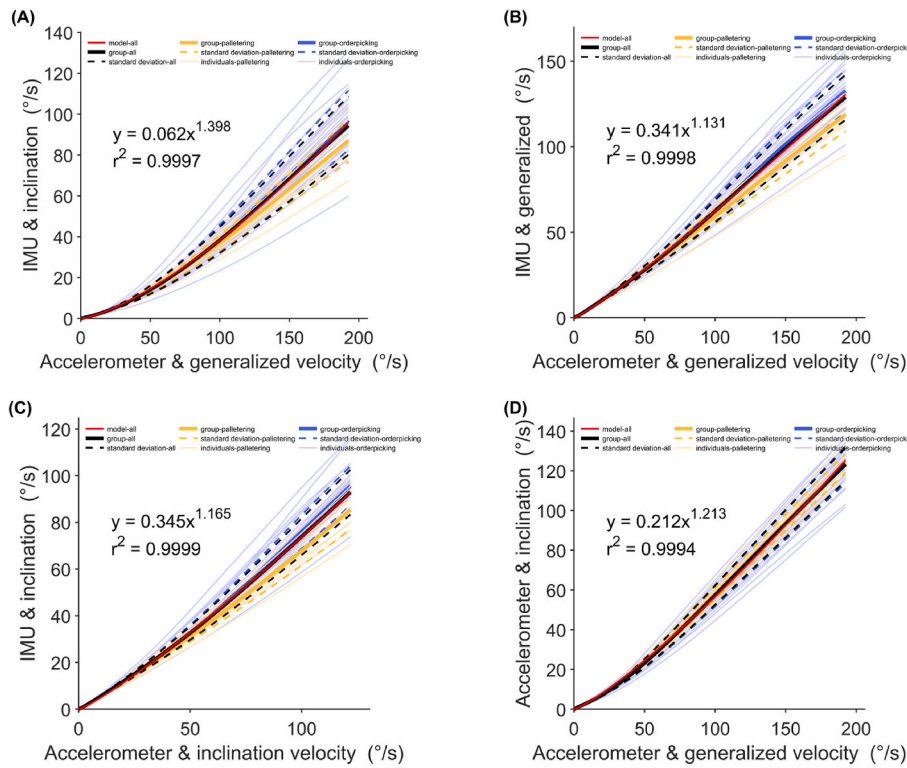 (A)
model-all
group-all
standard deviation-all
group-palletering
standard deviation-palletering
individuals-palletering
group-orderpicking
standard deviation-orderpicking
individuals-orderpicking
y = 0.062x^1.398
r² = 0.9997
IMU & inclination (°/s)
140
120
100
80
60
40
20
0
0 50 100 150 200
Accelerometer & generalized velocity (°/s)
(B)
model-all
group-all
standard deviation-all
group-palletering
standard deviation-palletering
individuals-palletering
group-orderpicking
standard deviation-orderpick
individuals-orderpicking
y = 0.341x^1.131
r² = 0.9998
IMU & generalized (°/s)
150
100
50
0
0 50 100 150 200
Accelerometer & generalized velocity (°/s)
(C)
model-all
group-all
standard deviation-all
group-palletering
standard deviation-palletering
individuals-palletering
group-orderpicking
standard deviation-orderpicking
individuals-orderpicking
y = 0.345x^1.165
r² = 0.9999
IMU & inclination (°/s)
120
100
80
60
40
20
0
0 50 100
Accelerometer & inclination velocity (°/s)
(D)
model-all
group-all
standard deviation-all
group-palletering
standard deviation-palletering
individuals-palletering
group-orderpicking
standard deviation-orderpick
individuals-orderpicking
y = 0.212x^1.213
r² = 0.9994
Accelerometer & inclination (°/s)
140
120
100
80
60
40
20
0
0 50 100 150 200
Accelerometer & generalized velocity (°/s)